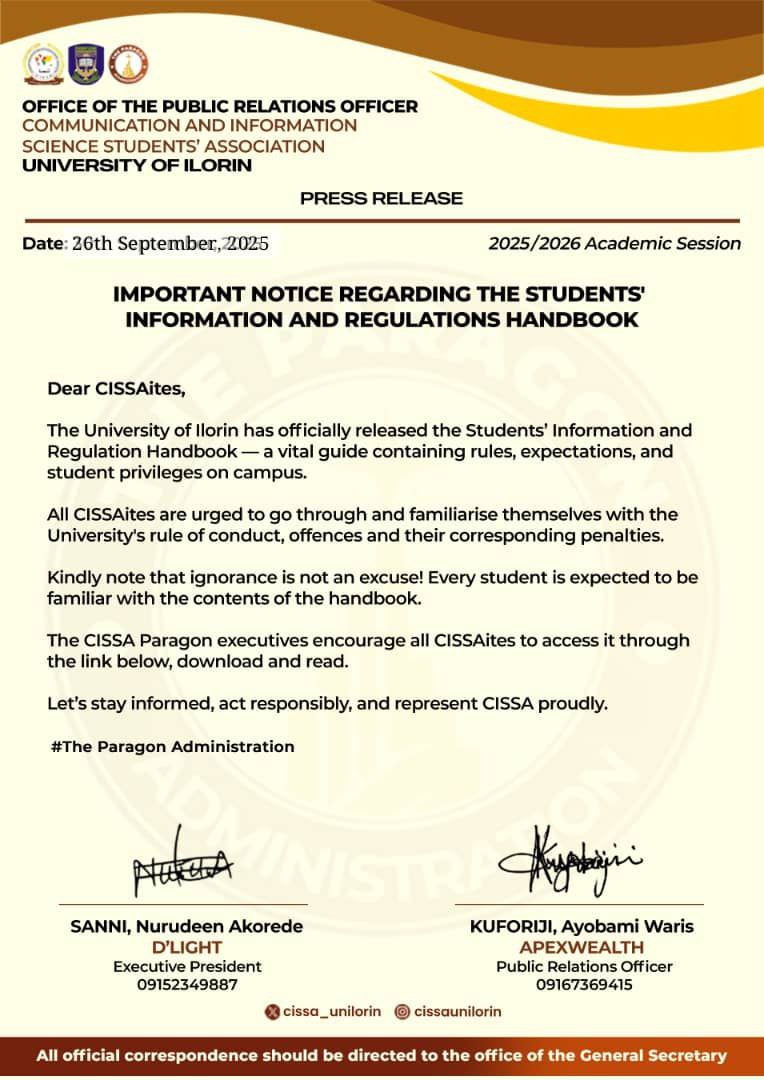 OFFICE OF THE PUBLIC RELATIONS OFFICER
COMMUNICATION AND INFORMATION
SCIENCE STUDENTS' ASSOCIATION
UNIVERSITY OF ILORIN
PRESS RELEASE
Date: 26th September, 2025
2025/2026 Academic Session
IMPORTANT NOTICE REGARDING THE STUDENTS'
INFORMATION AND REGULATIONS HANDBOOK
Dear CISSAites,
The University of Ilorin has officially released the Students' Information and
Regulation Handbook — a vital guide containing rules, expectations, and
student privileges on campus.
All CISSAites are urged to go through and familiarise themselves with the
University's rule of conduct, offences and their corresponding penalties.
Kindly note that ignorance is not an excuse! Every student is expected to be
familiar with the contents of the handbook.
The CISSA Paragon executives encourage all CISSAites to access it through
the link below, download and read.
Let's stay informed, act responsibly, and represent CISSA proudly.
#The Paragon Administration
THE PARAGON
ADMINISTRATION
SANNI, Nurudeen Akorede
D'LIGHT
Executive President
09152349887
KUFORIJI, Ayobami Waris
APEXWEALTH
Public Relations Officer
09167369415
cissa_unilorin
cissaunilorin
All official correspondence should be directed to the office of the General Secretary